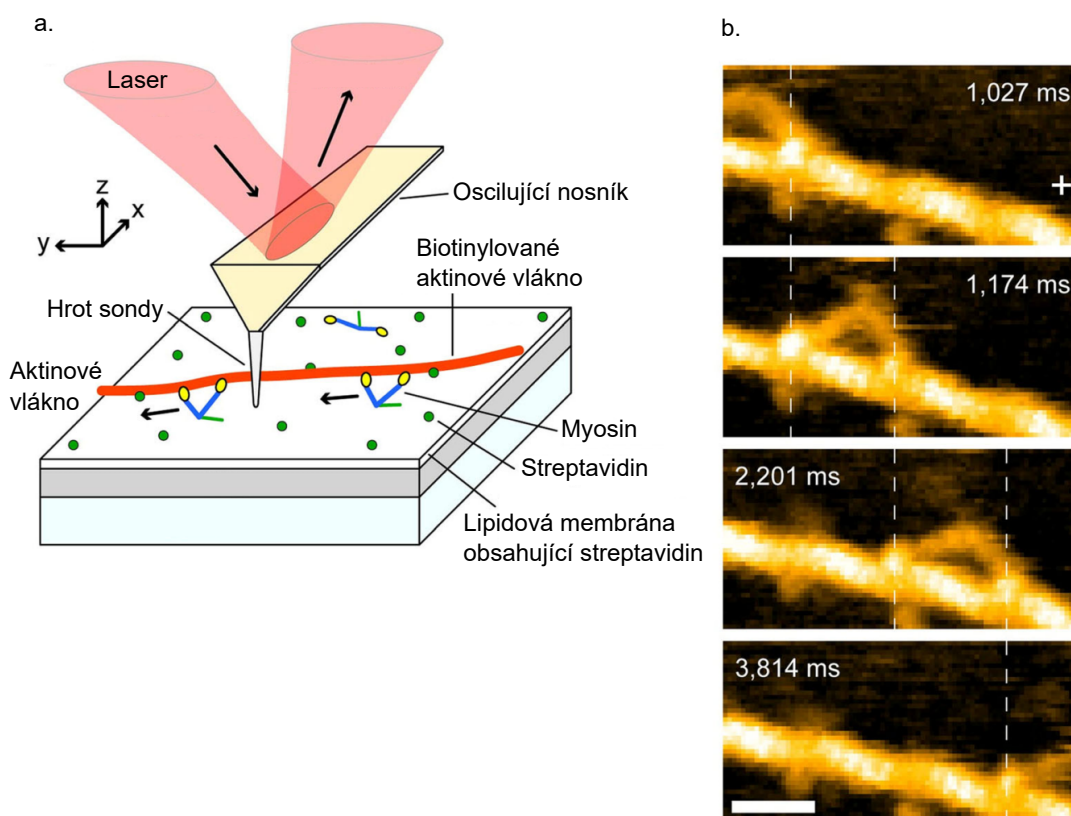 a.
Laser
z
x
y
Oscilující nosník
Biotinylované
aktinové vlákno
Hrot sondy
Aktinové
vlákno
Myosin
Streptavidin
Lipidová membrána
obsahující streptavidin
b.
1,027 ms
+
1,174 ms
2,201 ms
3,814 ms